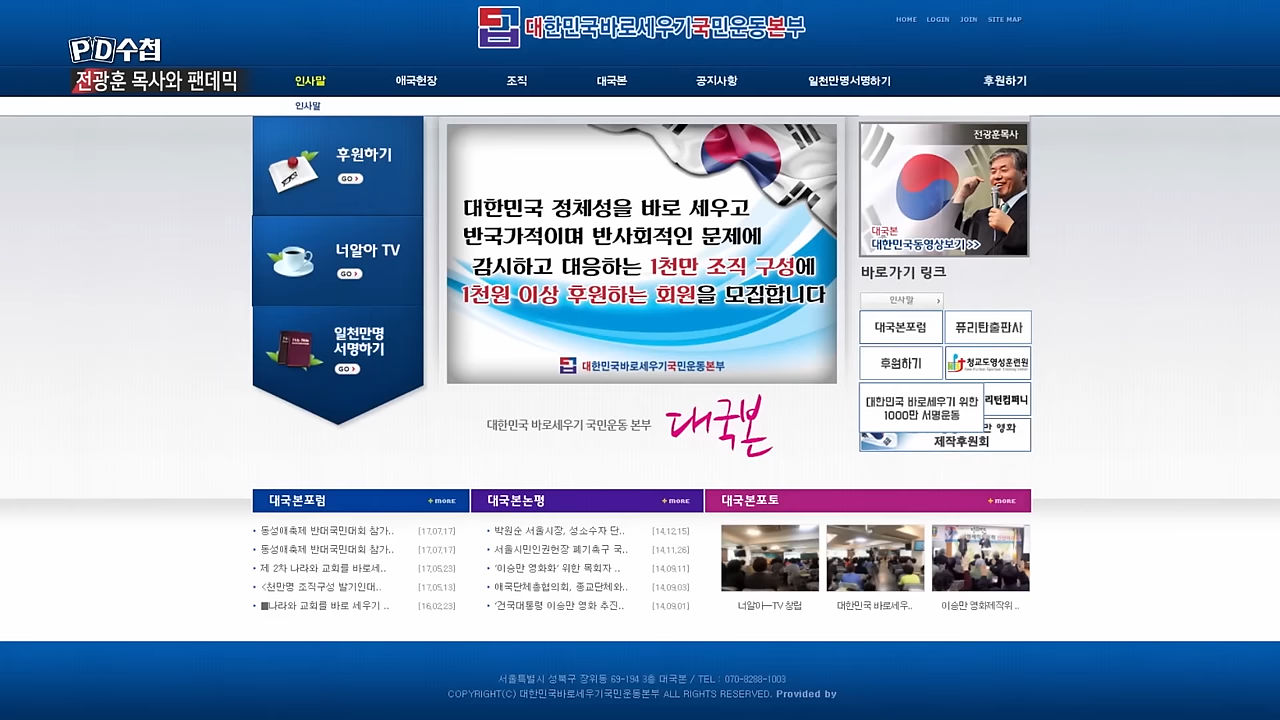 대한민국바로세우기국민운동본부
HOME LOGIN JOIN SITE MAP
PD수첩
전광훈 목사와 팬데믹
인사말 애국헌장 조직 대국본 공지사항 일천만명서명하기 후원하기
인사말
후원하기
GO >
너알아 TV
GO >
일천만명
서명하기
GO >
대한민국 정체성을 바로 세우고
반국가적이며 반사회적인 문제에
감시하고 대응하는 1천만 조직 구성에
1천원 이상 후원하는 회원을 모집합니다
대한민국바로세우기국민운동본부
대한민국 바로세우기 국민운동 본부 대국본
전광훈목사
대국본
대한민국동영상보기 >>
바로가기 링크
인사말 >
대국본포럼 퓨리탄출판사
후원하기 청교도영성훈련원
대한민국 바로세우기 위한
1000만 서명운동
리턴컴퍼니
만 영화
제작후원회
대국본포럼 + MORE
• 동성애축제 반대국민대회 참가.. [17.07.17]
• 동성애축제 반대국민대회 참가.. [17.07.17]
• 제 2차 나라와 교회를 바로세.. [17.05.23]
• <천만명 조직구성 발기인대.. [17.05.13]
• ■나라와 교회를 바로 세우기 .. [16.02.23]
대국본논평 + MORE
• 박원순 서울시장, 성소수자 단.. [14.12.15]
• 서울시민인권헌장 폐기촉구 국.. [14.11.26]
• '이승만 영화화' 위한 목회자 .. [14.09.11]
• 애국단체총협의회, 종교단체와.. [14.09.03]
• '건국대통령 이승만 영화 추진.. [14.09.01]
대국본포토 + MORE
너알아—TV 창립 대한민국 바로세우.. 이승만 영화제작위 ..
서울특별시 성북구 장위동 69-194 3층 대국본 / TEL : 070-8288-1003
COPYRIGHT(C) 대한민국바로세우기국민운동본부 ALL RIGHTS RESERVED. Provided by